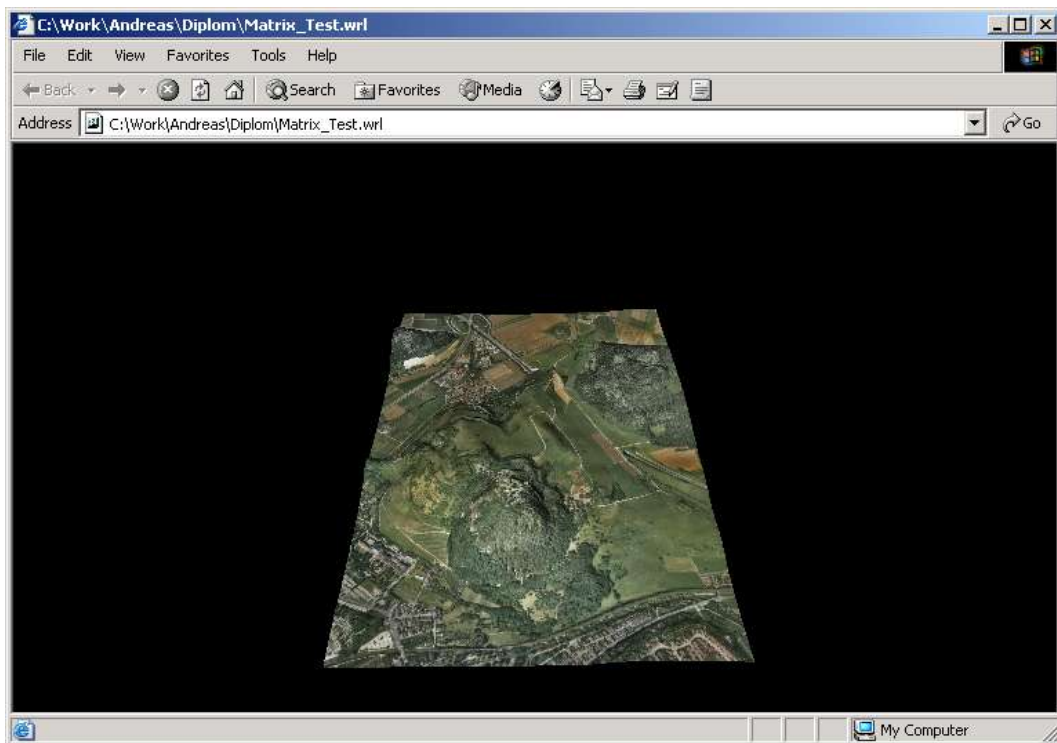 C:\Work\Andreas\Diplom\Matrix_Test.wrl
File Edit View Favorites Tools Help
Back Search Favorites Media
Address C:\Work\Andreas\Diplom\Matrix_Test.wrl Go
My Computer